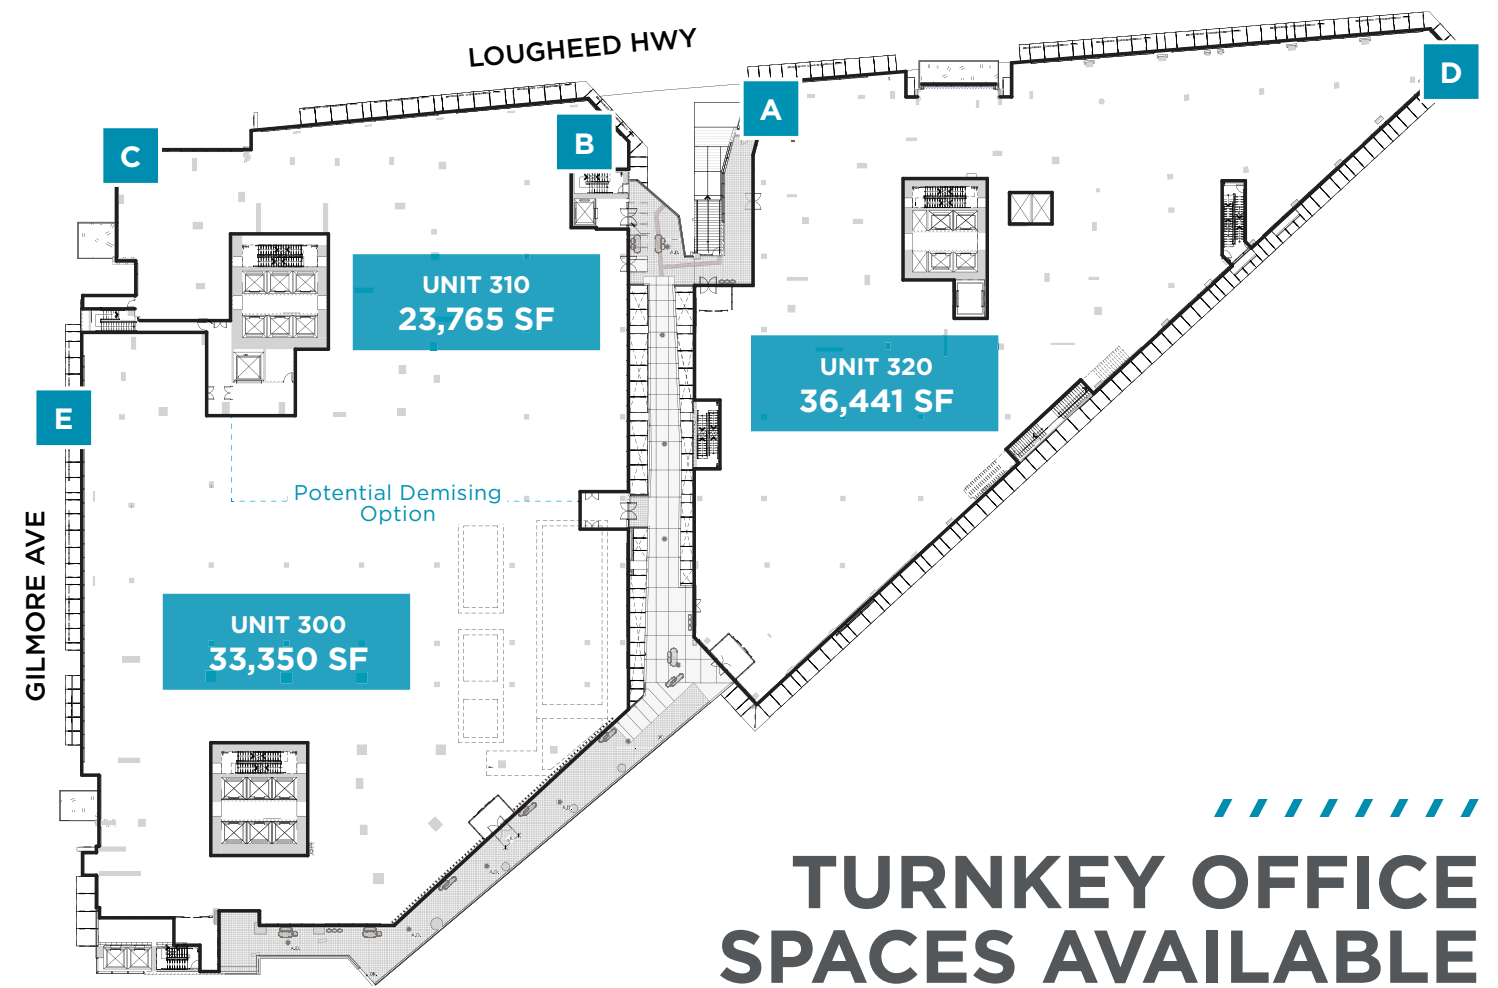 LOUGHEED HWY
D
A
B
C
UNIT 310
23,765 SF
UNIT 320
36,441 SF
E
Potential Demising
Option
GILMORE AVE
UNIT 300
33,350 SF
TURNKEY OFFICE
SPACES AVAILABLE